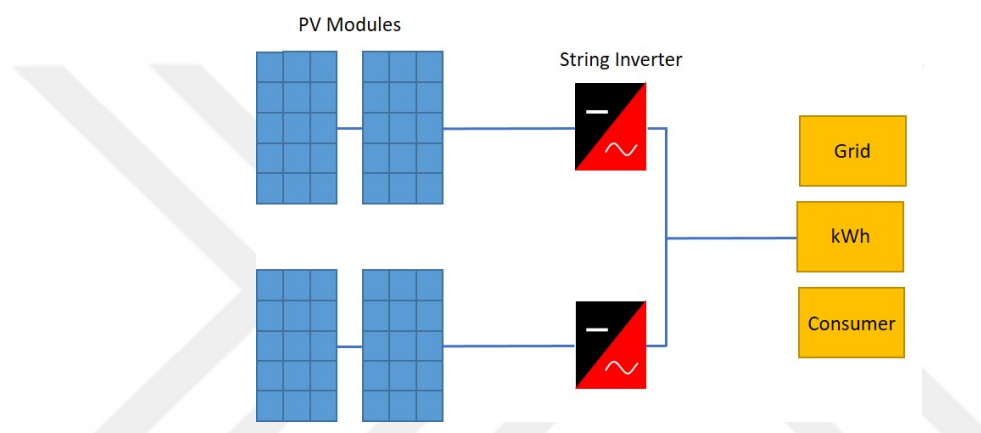 PV Modules
String Inverter
Grid
kWh
Consumer